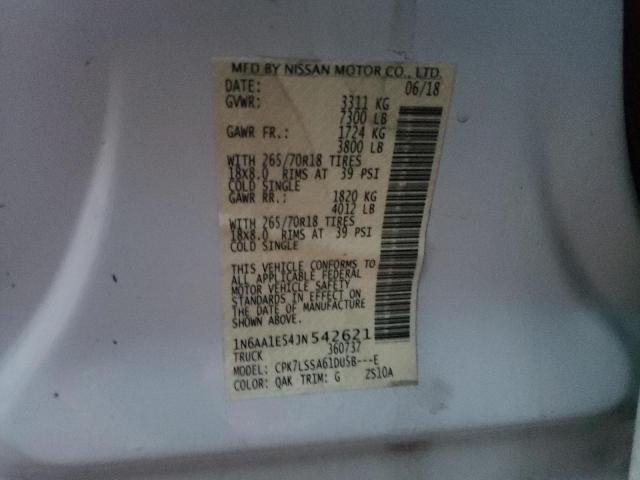 MFD BY NISSAN MOTOR CO., LTD.
DATE: 06/18
GVWR: 3311 KG
7300 LB
GAWR FR.: 1724 KG
3800 LB
WITH 265/70R18 TIRES
18X8.0 RIMS AT 39 PSI
COLD SINGLE
GAWR RR.: 1820 KG
4012 LB
WITH 265/70R18 TIRES
18X8.0 RIMS AT 39 PSI
COLD SINGLE
THIS VEHICLE CONFORMS TO
ALL APPLICABLE FEDERAL
MOTOR VEHICLE SAFETY
STANDARDS IN EFFECT ON
THE DATE OF MANUFACTURE
SHOWN ABOVE.
1N6AA1E54JN542621
TRUCK 360737
MODEL: CPK7LSSA61DUSB---E
COLOR: QAK TRIM: G ZS10A